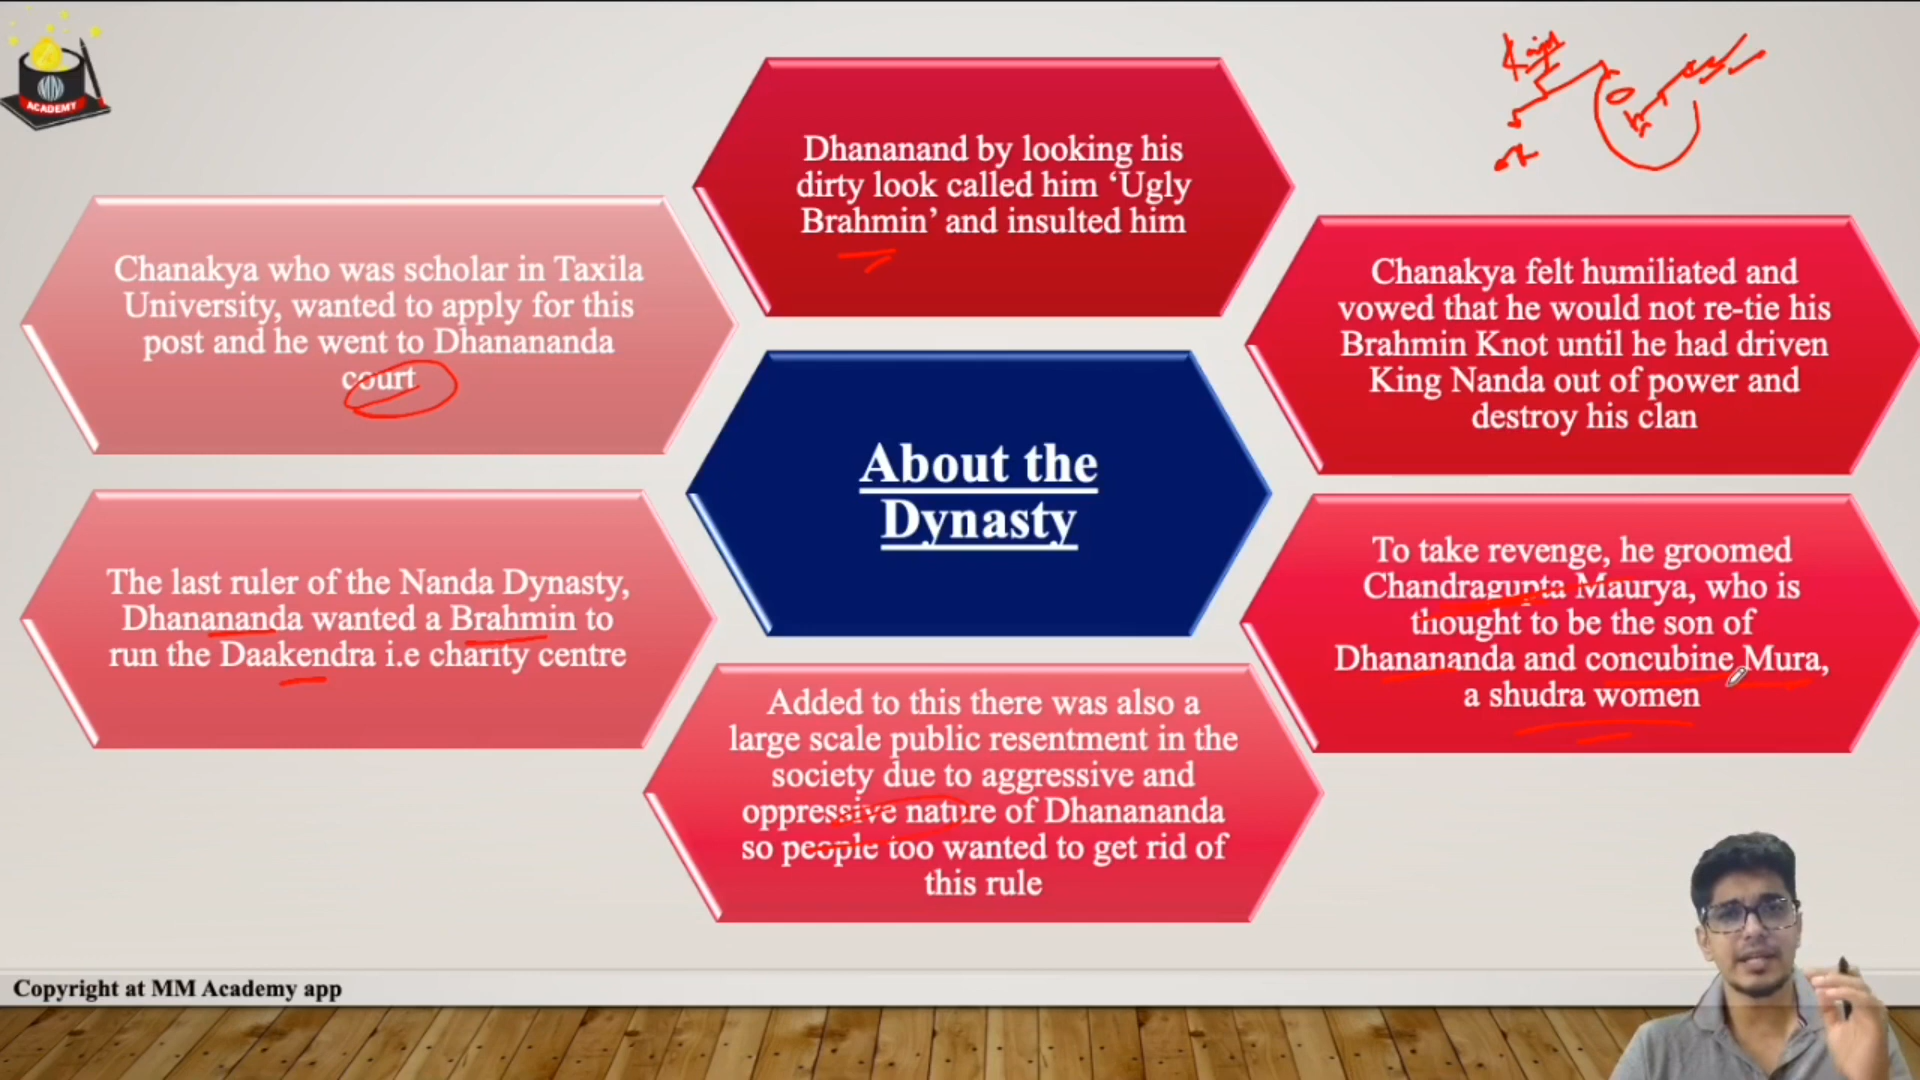 ACADEMY
Dhananand by looking his
dirty look called him ‘Ugly
Brahmin’ and insulted him
Chanakya who was scholar in Taxila
University, wanted to apply for this
post and he went to Dhanananda
court
Chanakya felt humiliated and
vowed that he would not re-tie his
Brahmin Knot until he had driven
King Nanda out of power and
destroy his clan
About the
Dynasty
The last ruler of the Nanda Dynasty,
Dhanananda wanted a Brahmin to
run the Daakendra i.e charity centre
To take revenge, he groomed
Chandragupta Maurya, who is
thought to be the son of
Dhanananda and concubine Mura,
a shudra women
Added to this there was also a
large scale public resentment in the
society due to aggressive and
oppressive nature of Dhanananda
so people too wanted to get rid of
this rule
Copyright at MM Academy app